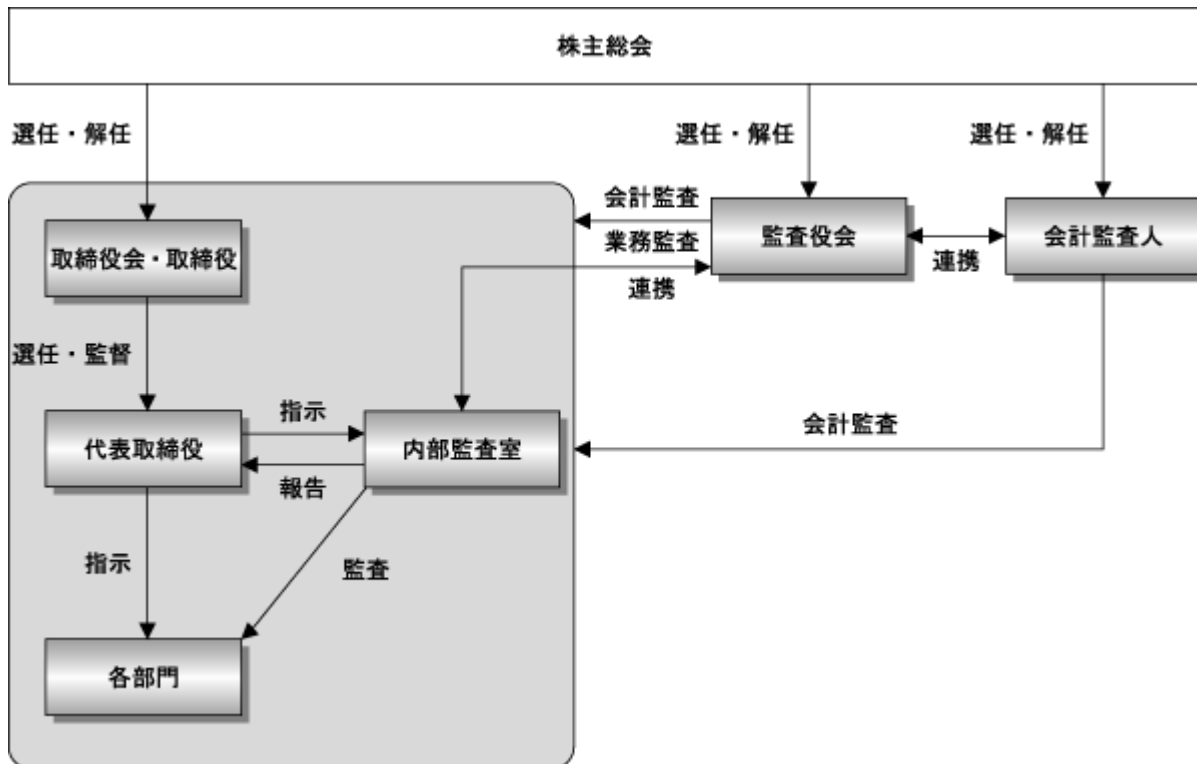 株主総会
選任・解任
選任・解任
選任・解任
会計監査
業務監査
連携
取締役会・取締役
監査役会
連携
会計監査人
選任・監督
代表取締役
指示
報告
内部監査室
会計監査
指示
監査
各部門